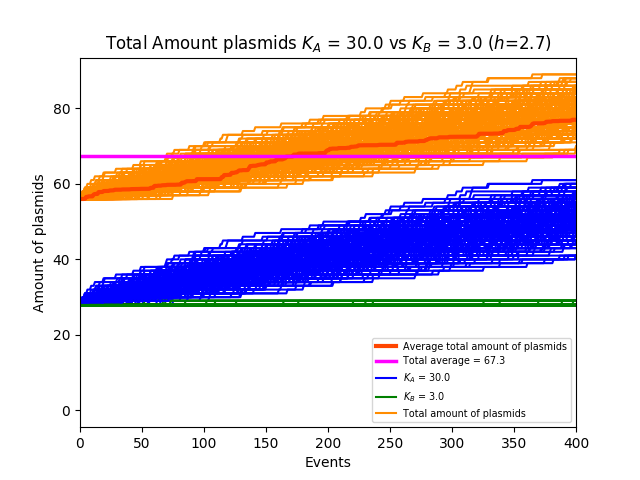 Total Amount plasmids K_A = 30.0 vs K_B = 3.0 (h=2.7)
Amount of plasmids
80
60
40
20
0
0 50 100 150 200 250 300 350 400
Events
Average total amount of plasmids
Total average = 67.3
K_A = 30.0
K_B = 3.0
Total amount of plasmids